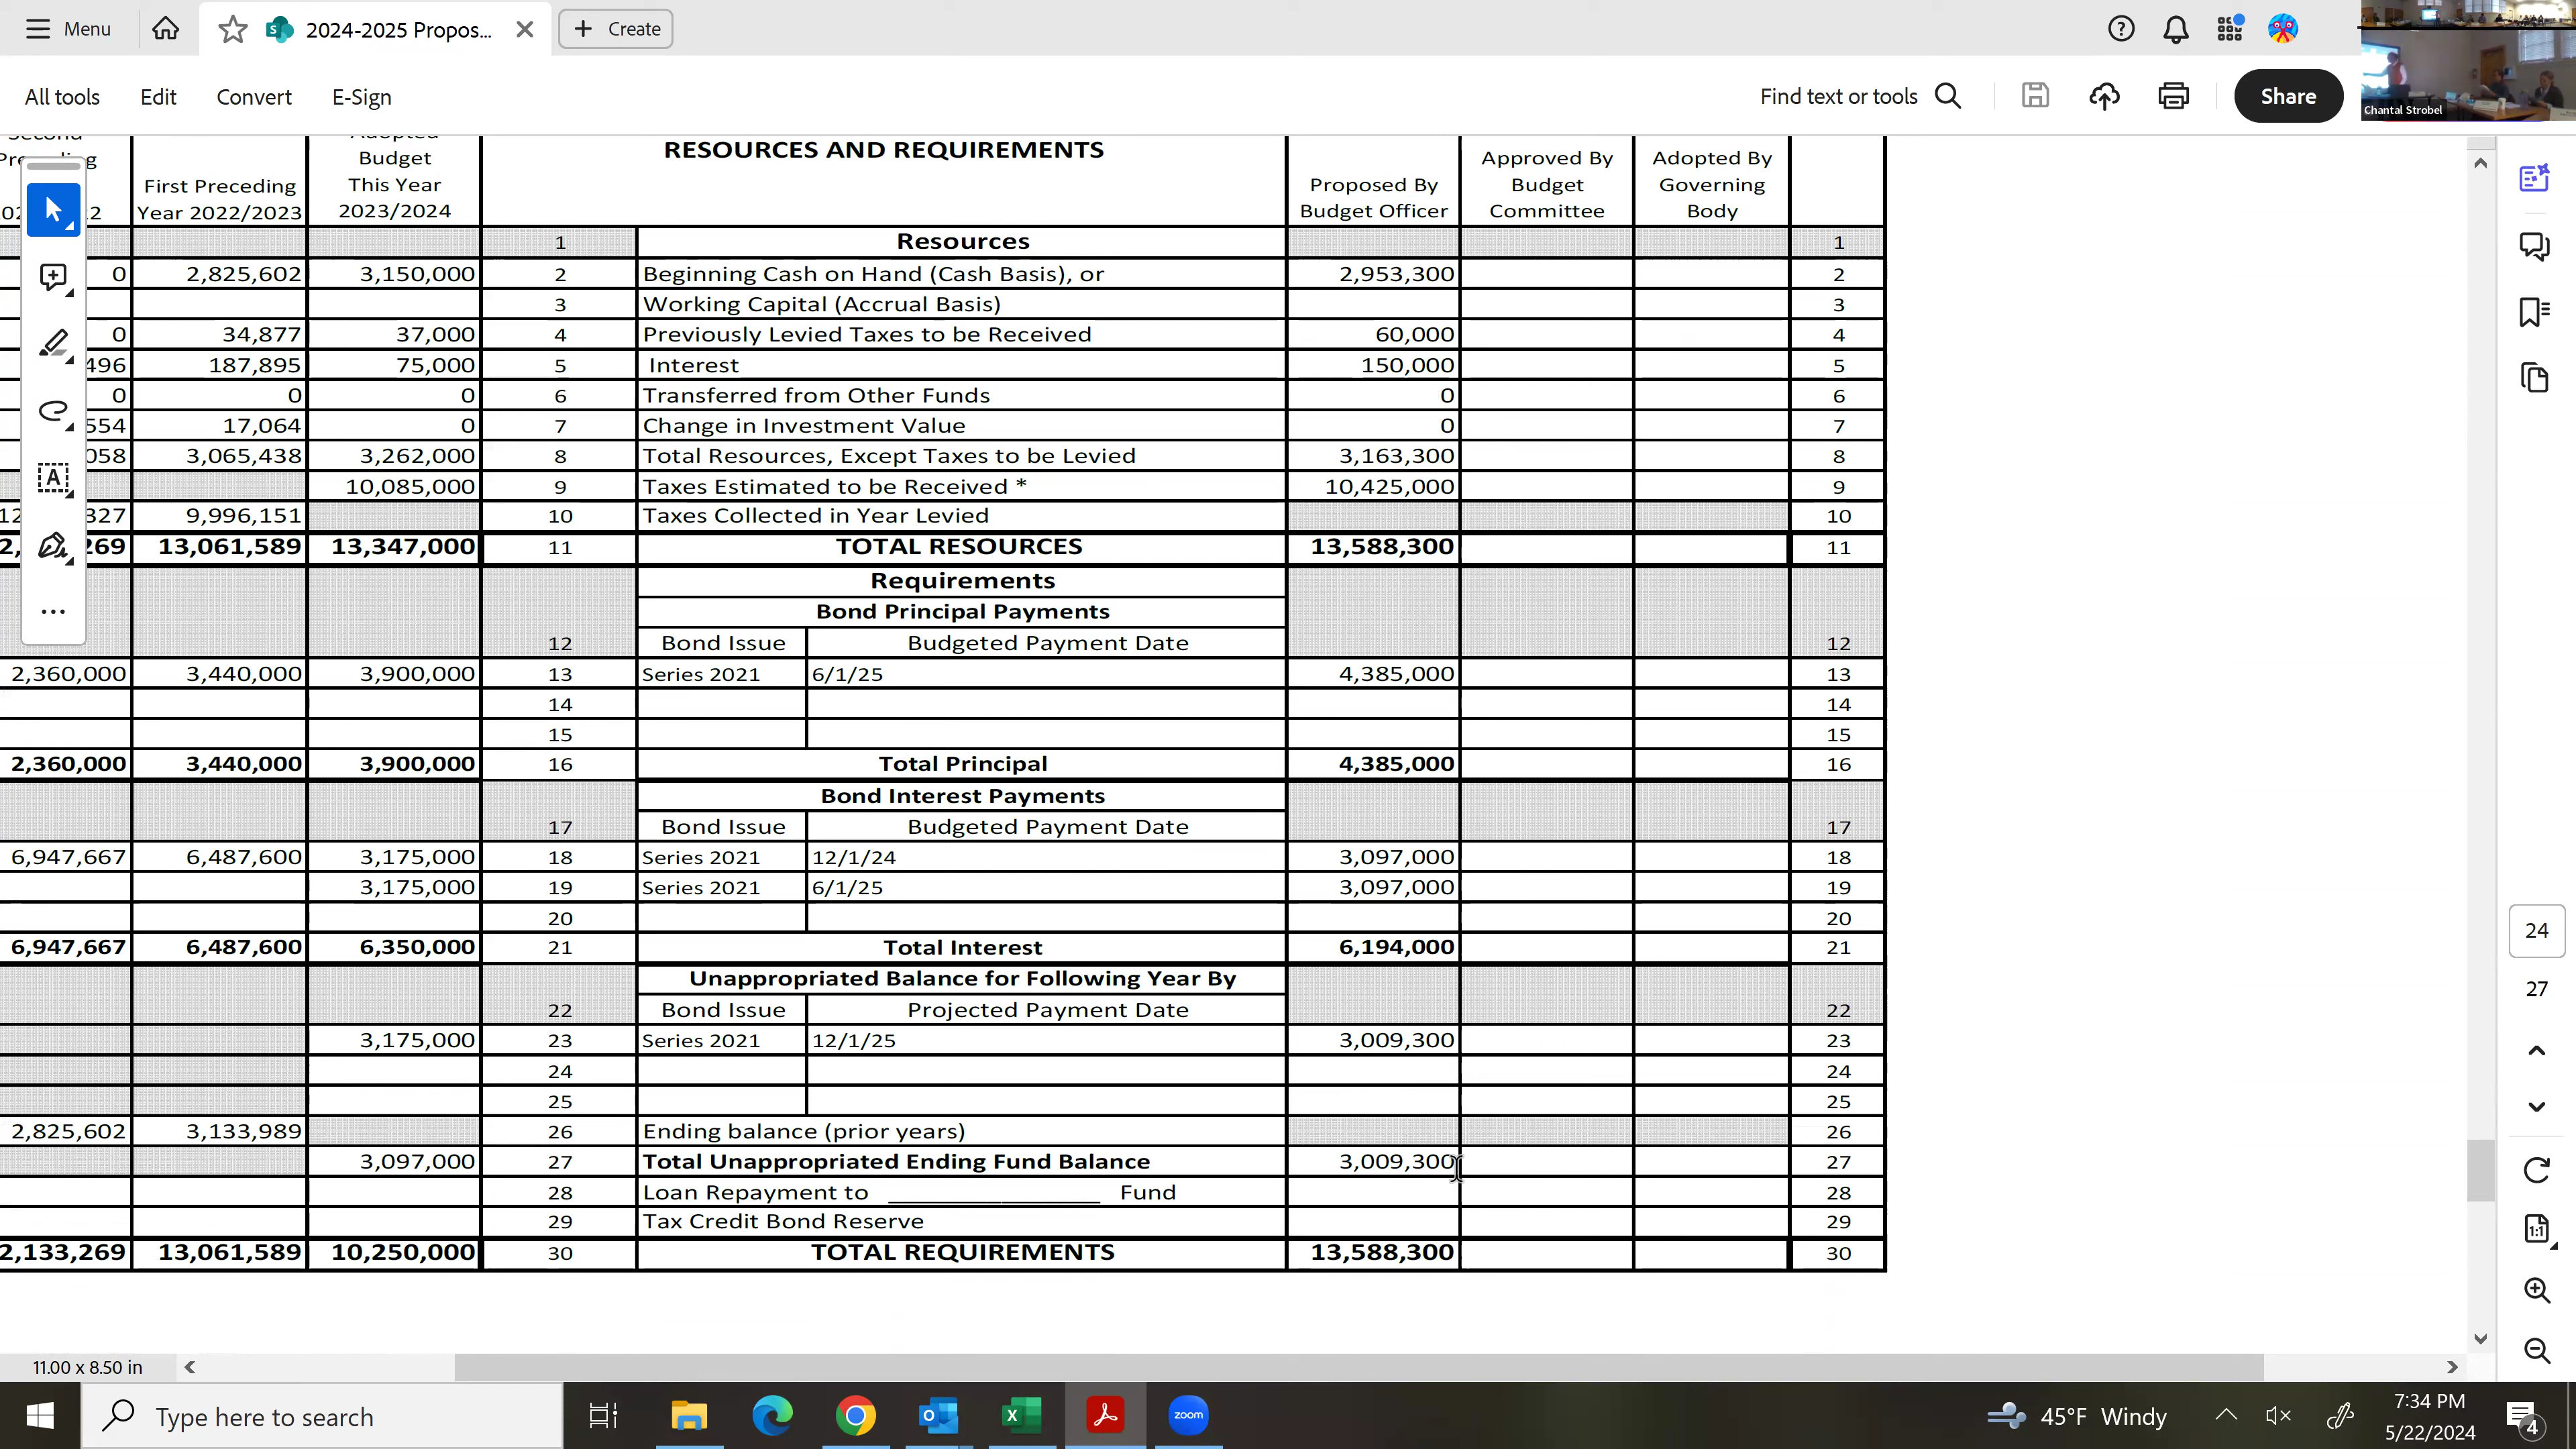 Menu
2024-2025 Propos...
Create
Chantal Strobel
All tools Edit Convert E-Sign
Find text or tools
Share
First Preceding Year 2022/2023
Budget This Year 2023/2024
RESOURCES AND REQUIREMENTS
Proposed By Budget Officer
Approved By Budget Committee
Adopted By Governing Body
1 Resources 1
0 2,825,602 3,150,000 2 Beginning Cash on Hand (Cash Basis), or 2,953,300 2
3 Working Capital (Accrual Basis) 3
0 34,877 37,000 4 Previously Levied Taxes to be Received 60,000 4
496 187,895 75,000 5 Interest 150,000 5
0 0 0 6 Transferred from Other Funds 0 6
554 17,064 0 7 Change in Investment Value 0 7
058 3,065,438 3,262,000 8 Total Resources, Except Taxes to be Levied 3,163,300 8
10,085,000 9 Taxes Estimated to be Received * 10,425,000 9
327 9,996,151 10 Taxes Collected in Year Levied 10
269 13,061,589 13,347,000 11 TOTAL RESOURCES 13,588,300 11
Requirements
Bond Principal Payments
12 Bond Issue Budgeted Payment Date 12
2,360,000 3,440,000 3,900,000 13 Series 2021 6/1/25 4,385,000 13
14 14
15 15
2,360,000 3,440,000 3,900,000 16 Total Principal 4,385,000 16
Bond Interest Payments
17 Bond Issue Budgeted Payment Date 17
6,947,667 6,487,600 3,175,000 18 Series 2021 12/1/24 3,097,000 18
3,175,000 19 Series 2021 6/1/25 3,097,000 19
20 20
6,947,667 6,487,600 6,350,000 21 Total Interest 6,194,000 21
Unappropriated Balance for Following Year By
22 Bond Issue Projected Payment Date 22
3,175,000 23 Series 2021 12/1/25 3,009,300 23
24 24
25 25
2,825,602 3,133,989 26 Ending balance (prior years) 26
3,097,000 27 Total Unappropriated Ending Fund Balance 3,009,300 27
28 Loan Repayment to ________________ Fund 28
29 Tax Credit Bond Reserve 29
2,133,269 13,061,589 10,250,000 30 TOTAL REQUIREMENTS 13,588,300 30
24
27
1:1
11.00 x 8.50 in
Type here to search
zoom
45°F Windy
7:34 PM
5/22/2024
4